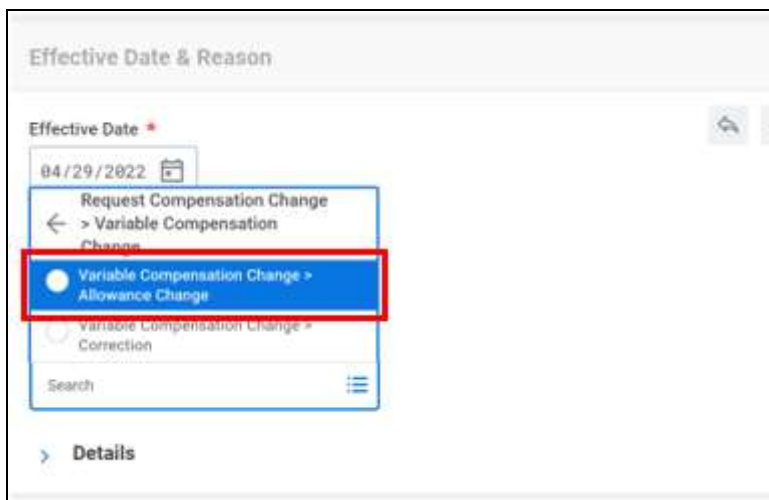 Effective Date & Reason
Effective Date *
04/29/2022
Request Compensation Change
> Variable Compensation
Change
Variable Compensation Change >
Allowance Change
Variable Compensation Change >
Correction
Search
Details